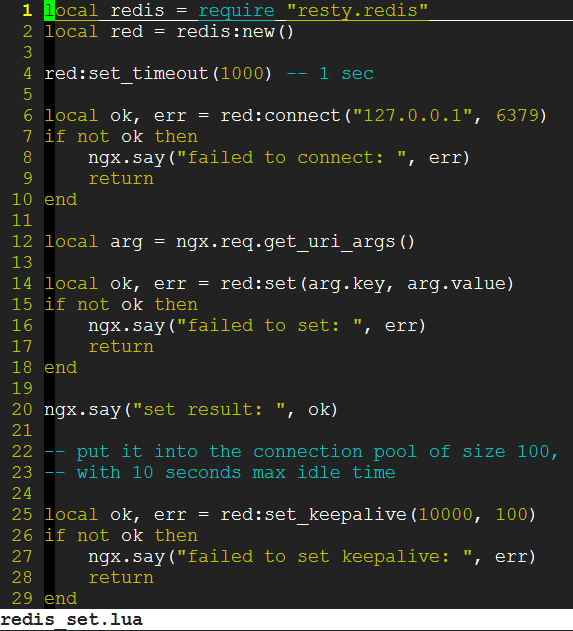 1 local redis = require "resty.redis"
2 local red = redis:new()
3
4 red:set_timeout(1000) -- 1 sec
5
6 local ok, err = red:connect("127.0.0.1", 6379)
7 if not ok then
8     ngx.say("failed to connect: ", err)
9     return
10 end
11
12 local arg = ngx.req.get_uri_args()
13
14 local ok, err = red:set(arg.key, arg.value)
15 if not ok then
16     ngx.say("failed to set: ", err)
17     return
18 end
19
20 ngx.say("set result: ", ok)
21
22 -- put it into the connection pool of size 100,
23 -- with 10 seconds max idle time
24
25 local ok, err = red:set_keepalive(10000, 100)
26 if not ok then
27     ngx.say("failed to set keepalive: ", err)
28     return
29 end
redis_set.lua